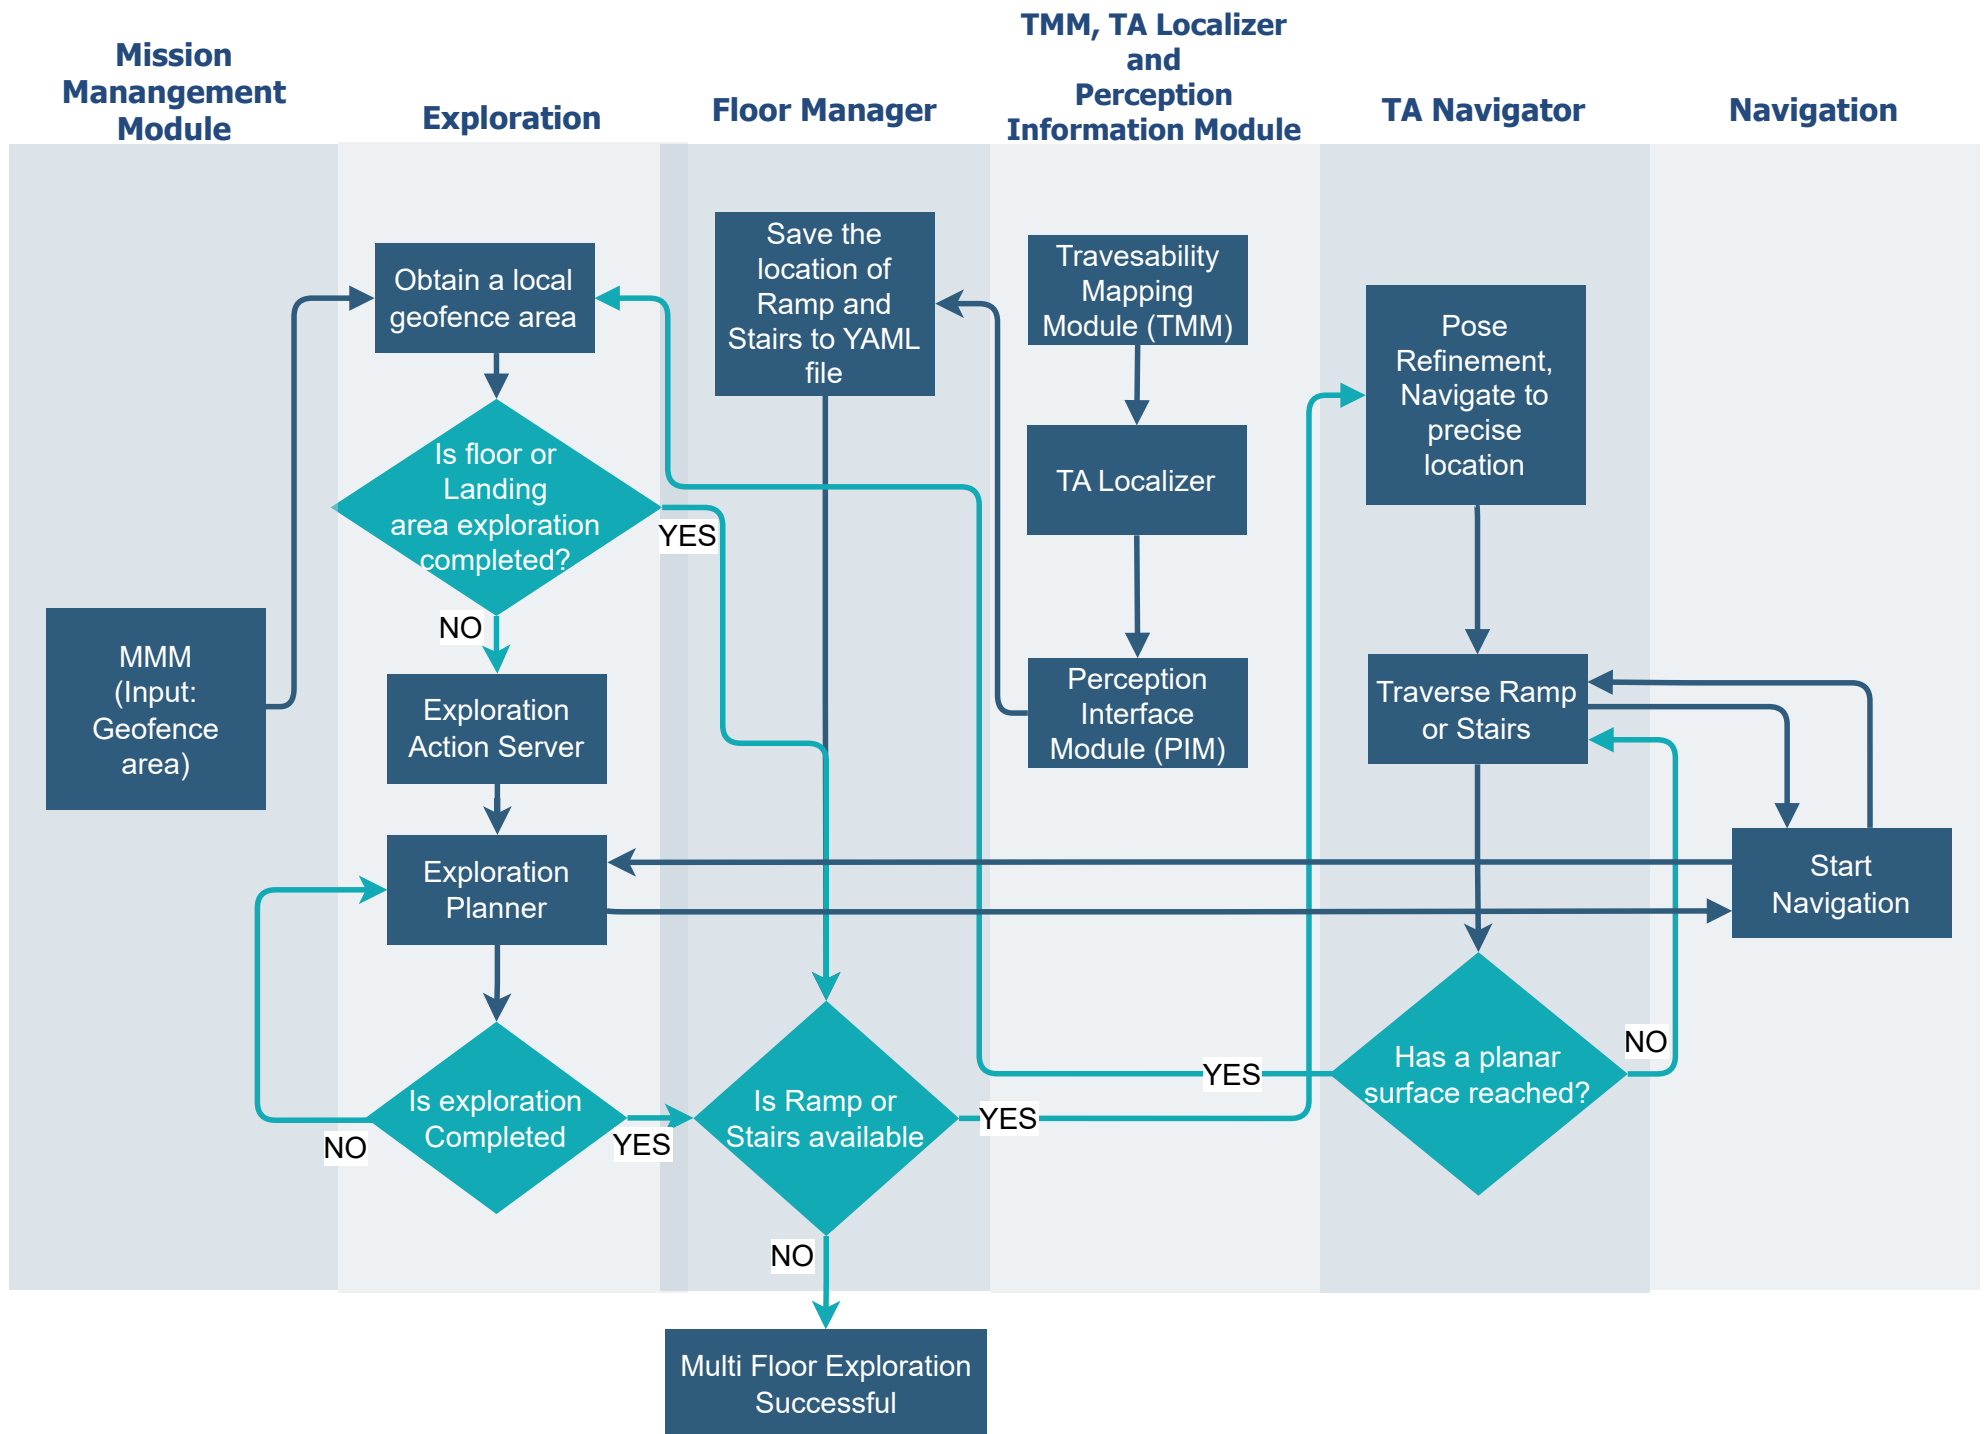 Mission
Manangement
Module
Exploration
Floor Manager
TMM, TA Localizer
and
Perception
Information Module
TA Navigator
Navigation
MMM
(Input:
Geofence
area)
Obtain a local
geofence area
Is floor or
Landing
area exploration
completed?
YES
NO
Exploration
Action Server
Exploration
Planner
Is exploration
Completed
NO
YES
Save the
location of
Ramp and
Stairs to YAML
file
Is Ramp or
Stairs available
YES
NO
Multi Floor Exploration
Successful
Travesability
Mapping
Module (TMM)
TA Localizer
Perception
Interface
Module (PIM)
Pose
Refinement,
Navigate to
precise
location
Traverse Ramp
or Stairs
Has a planar
surface reached?
YES
NO
Start
Navigation